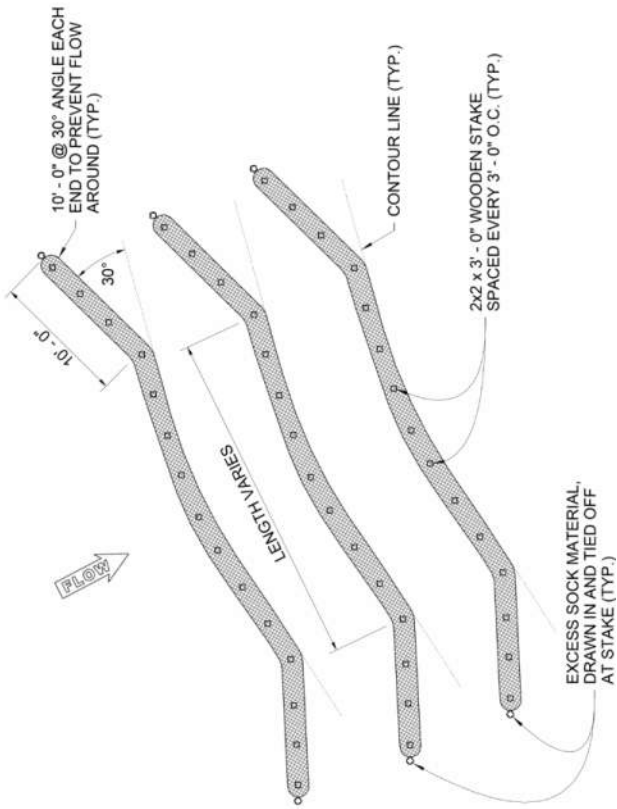 10' - 0" @ 30° ANGLE EACH
END TO PREVENT FLOW
AROUND (TYP.)
10' - 0"
30°
FLOW
LENGTH VARIES
CONTOUR LINE (TYP.)
2x2 x 3' - 0" WOODEN STAKE
SPACED EVERY 3' - 0" O.C. (TYP.)
EXCESS SOCK MATERIAL,
DRAWN IN AND TIED OFF
AT STAKE (TYP.)